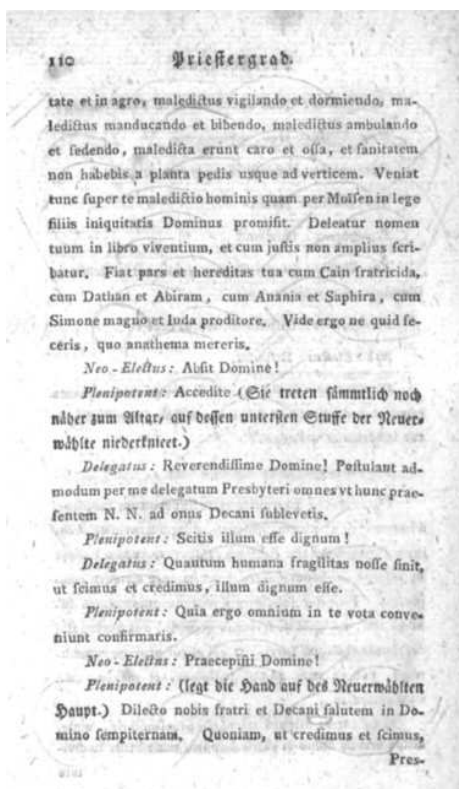 110 Priestergrad.
tate et in agro, maledictus vigilando et dormiendo, ma-
ledictus manducando et bibendo, maledictus ambulando
et ſedendo, maledicta erunt caro et oſſa, et ſanitatem
non habebis a planta pedis usque ad verticem. Veniat
tunc ſuper te maledictio hominis quam per Moiſen in lege
filiis iniquitatis Dominus promiſit. Deleatur nomen
tuum in libro viventium, et cum juſtis non amplius ſcri-
batur. Fiat pars et hereditas tua cum Cain fratricida,
cum Dathan et Abiram, cum Anania et Saphira, cum
Simone magno et Iuda proditore. Vide ergo ne quid fe-
ceris, quo anathema mereris.
Neo-Electus: Abſit Domine!
Plenipotent: Accedite (Sie treten ſämmtlich noch
näher zum Altar, auf deſſen unterſten Stuffe der Neuer-
wählte niederknieet.)
Delegatus: Reverendiſſime Domine! Poſtulant ad-
modum per me delegatum Presbyteri omnes vt hunc prae-
ſentem N. N. ad onus Decani ſublevetis.
Plenipotent: Scitis illum eſſe dignum!
Delegatus: Quantum humana fragilitas noſſe ſinit,
ut ſcimus et credimus, illum dignum eſſe.
Plenipotent: Quia ergo omnium in te vota conve-
niunt confirmaris.
Neo-Electus: Praecepiſti Domine!
Plenipotent: (legt die Hand auf des Neuerwählten
Haupt.) Dilecto nobis fratri et Decani ſalutem in Do-
mino ſempiternam. Quoniam, ut credimus et ſcimus,
Pres-